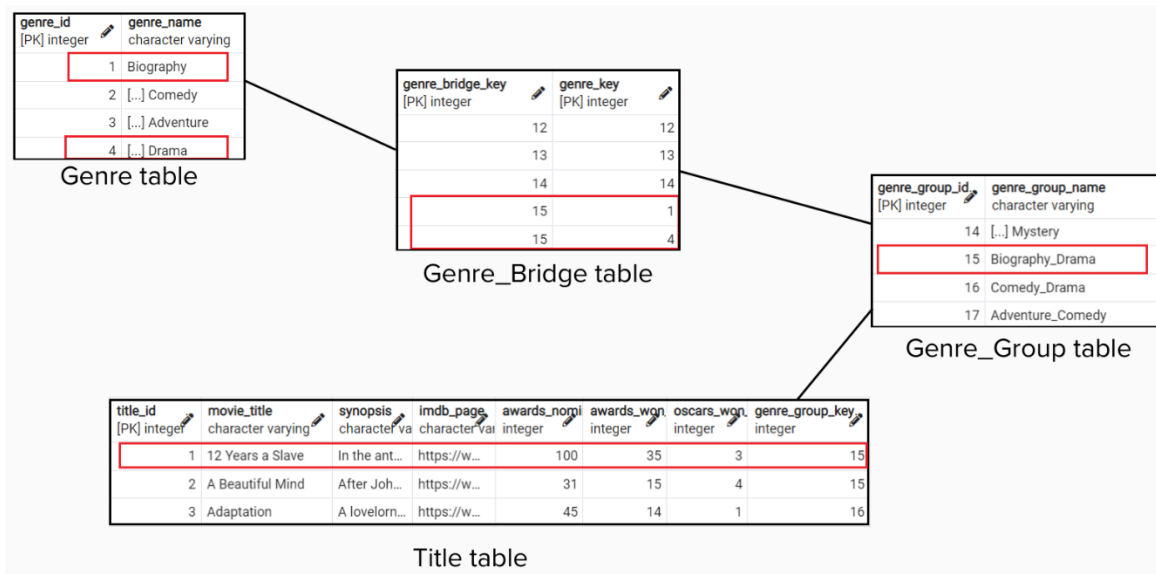 genre_id genre_name
[PK] integer character varying
1 Biography
2 [...] Comedy
3 [...] Adventure
4 [...] Drama
Genre table
genre_bridge_key genre_key
[PK] integer [PK] integer
12 12
13 13
14 14
15 1
15 4
Genre_Bridge table
genre_group_id genre_group_name
[PK] integer character varying
14 [...] Mystery
15 Biography_Drama
16 Comedy_Drama
17 Adventure_Comedy
Genre_Group table
title_id movie_title synopsis imdb_page awards_nomi awards_won oscars_won genre_group_key
[PK] integer character varying character va character var integer integer integer integer
1 12 Years a Slave In the ant... https://w... 100 35 3 15
2 A Beautiful Mind After Joh... https://w... 31 15 4 15
3 Adaptation A lovelorn... https://w... 45 14 1 16
Title table